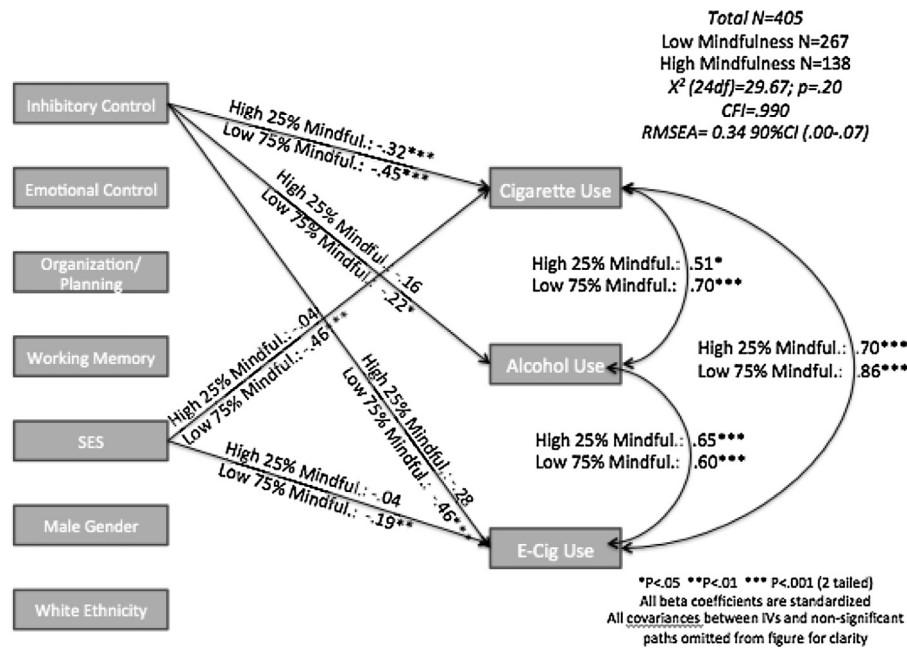 Total N=405
Low Mindfulness N=267
High Mindfulness N=138
X² (24df)=29.67; p=.20
CFI=.990
RMSEA= 0.34 90%CI (.00-.07)
Inhibitory Control
Emotional Control
Organization/
Planning
Working Memory
SES
Male Gender
White Ethnicity
High 25% Mindful.: -.32***
Low 75% Mindful.: -.45***
High 25% Mindful.: -.16
Low 75% Mindful.: -.22*
High 25% Mindful.: -.28
Low 75% Mindful.: -.46***
High 25% Mindful.: -.04
Low 75% Mindful.: -.46***
High 25% Mindful.: -.04
Low 75% Mindful.: -.19**
Cigarette Use
Alcohol Use
E-Cig Use
High 25% Mindful.: .51*
Low 75% Mindful.: .70***
High 25% Mindful.: .70***
Low 75% Mindful.: .86***
High 25% Mindful.: .65***
Low 75% Mindful.: .60***
*P<.05 **P<.01 *** P<.001 (2 tailed)
All beta coefficients are standardized
All covariances between IVs and non-significant
paths omitted from figure for clarity